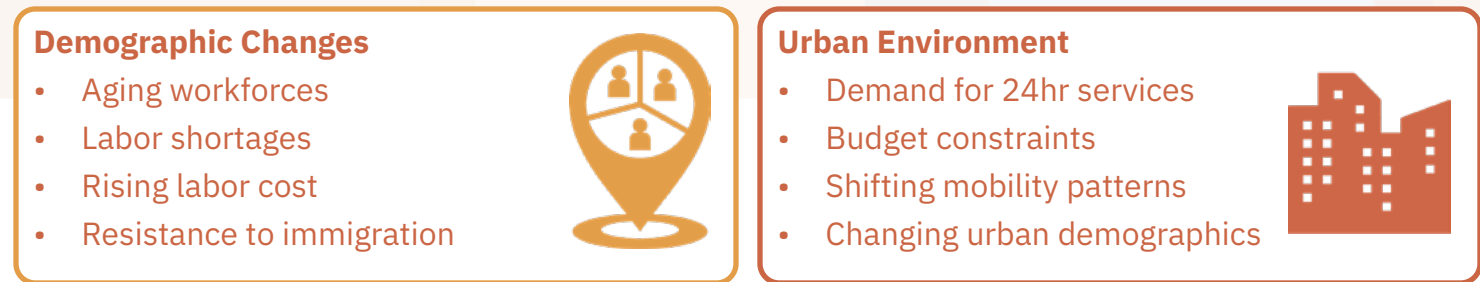 Demographic Changes
• Aging workforces
• Labor shortages
• Rising labor cost
• Resistance to immigration
Urban Environment
• Demand for 24hr services
• Budget constraints
• Shifting mobility patterns
• Changing urban demographics